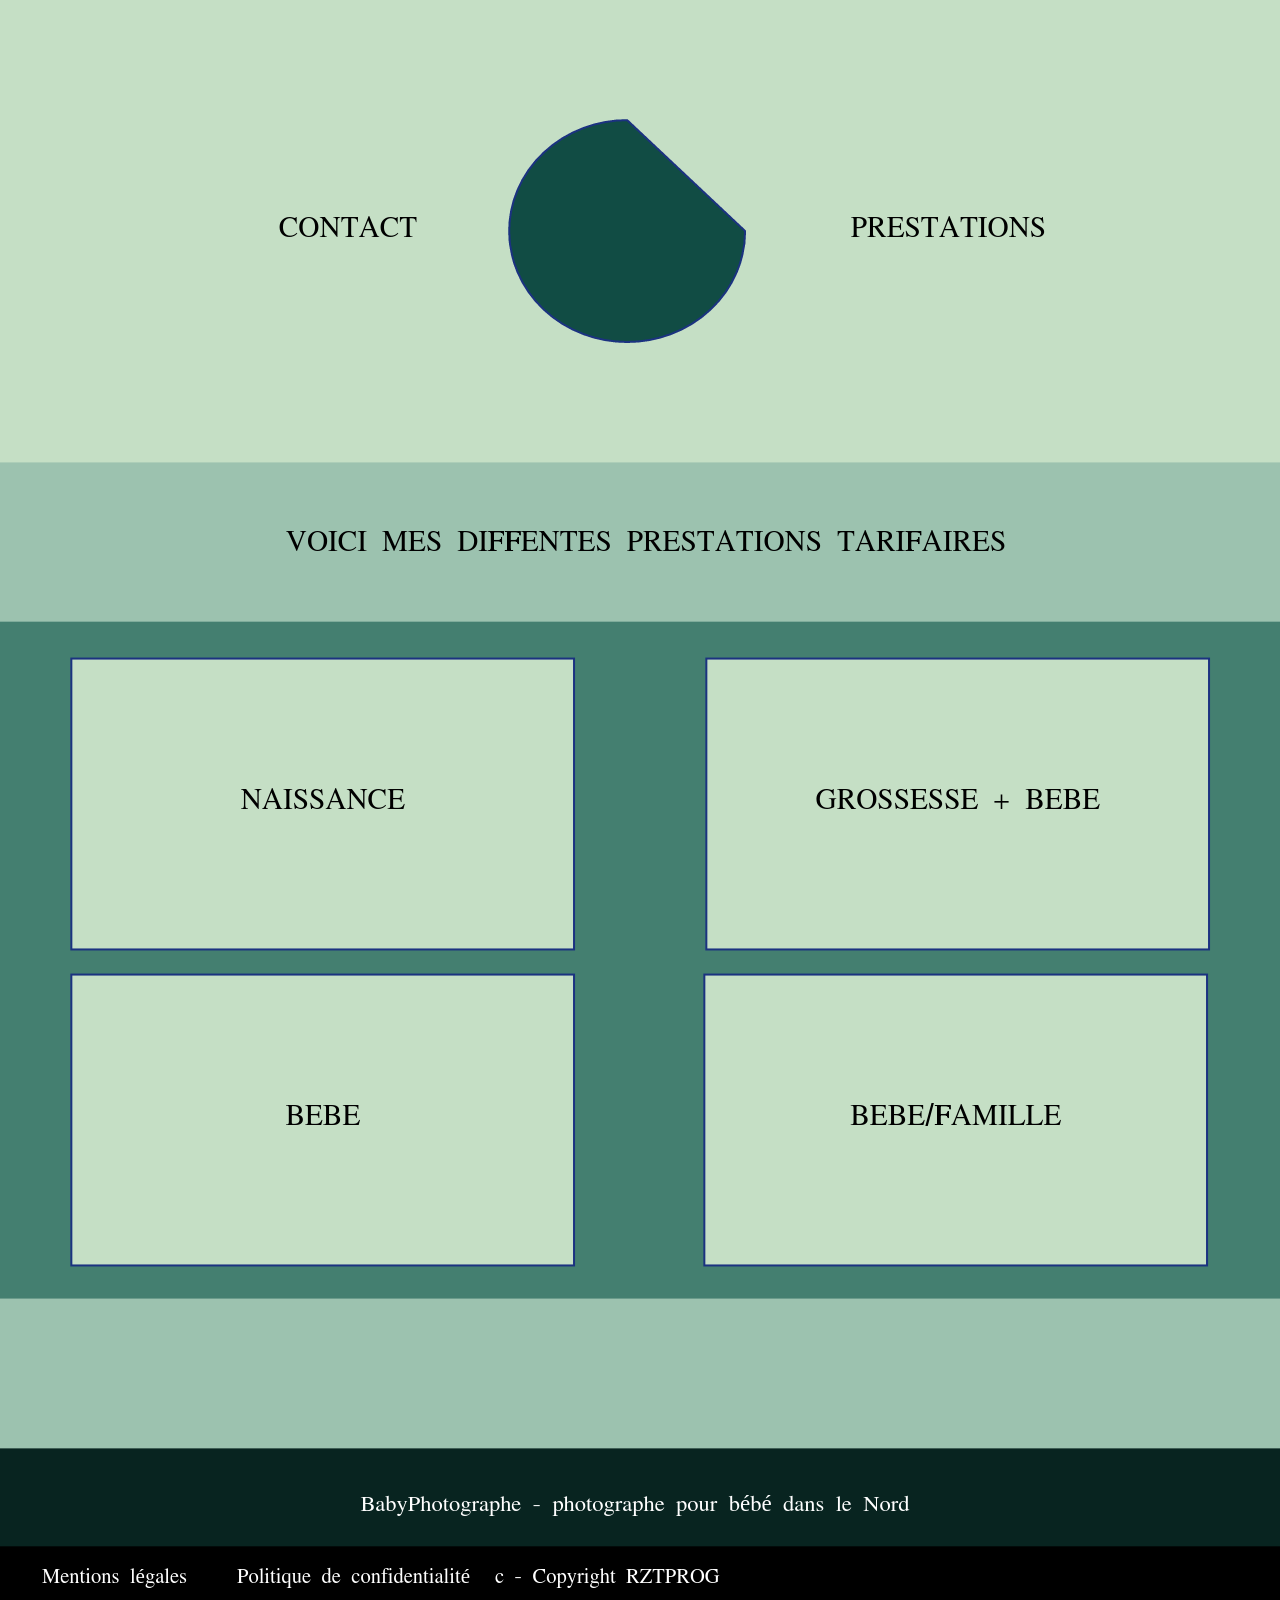 CONTACT
PRESTATIONS
VOICI MES DIFFENTES PRESTATIONS TARIFAIRES
NAISSANCE
GROSSESSE + BEBE
BEBE
BEBE/FAMILLE
BabyPhotographe - photographe pour bébé dans le Nord
Mentions légales Politique de confidentialité c - Copyright RZTPROG